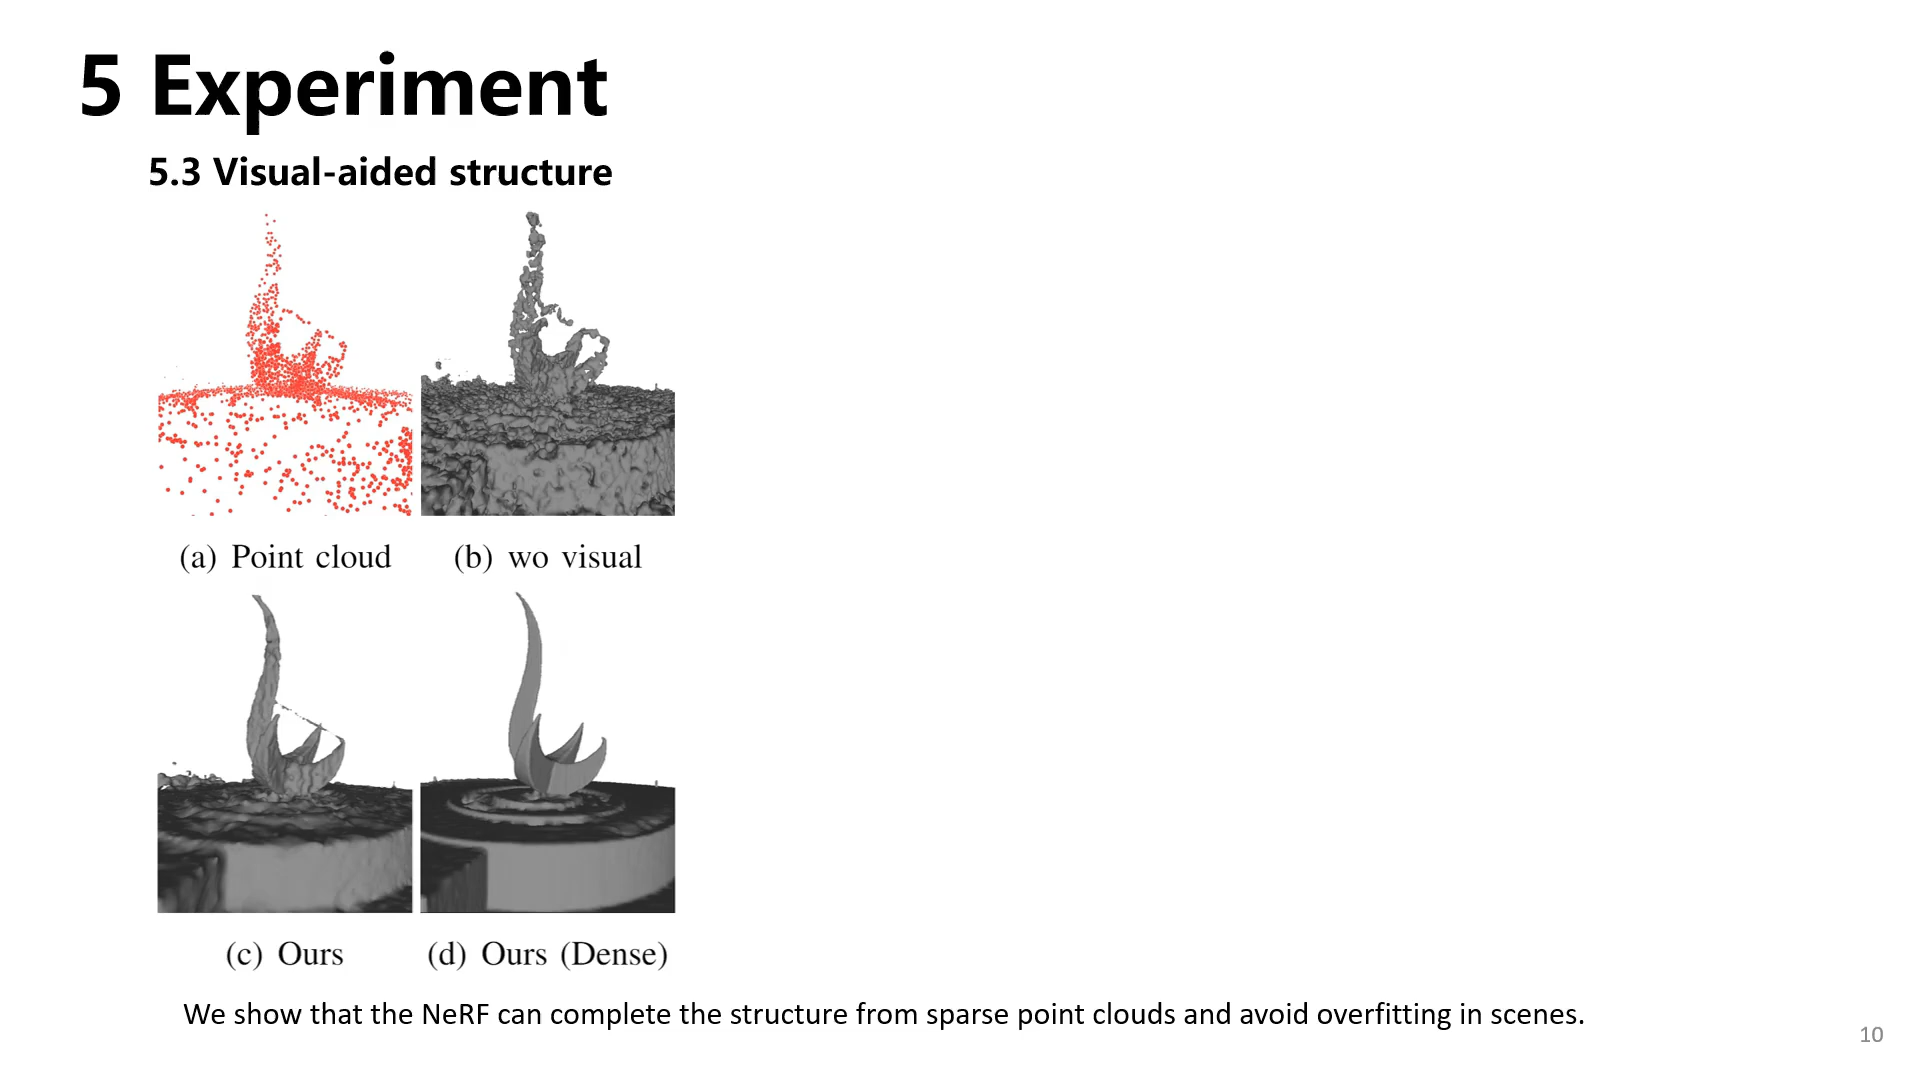 5 Experiment
5.3 Visual-aided structure
(a) Point cloud
(b) wo visual
(c) Ours
(d) Ours (Dense)
We show that the NeRF can complete the structure from sparse point clouds and avoid overfitting in scenes.
10